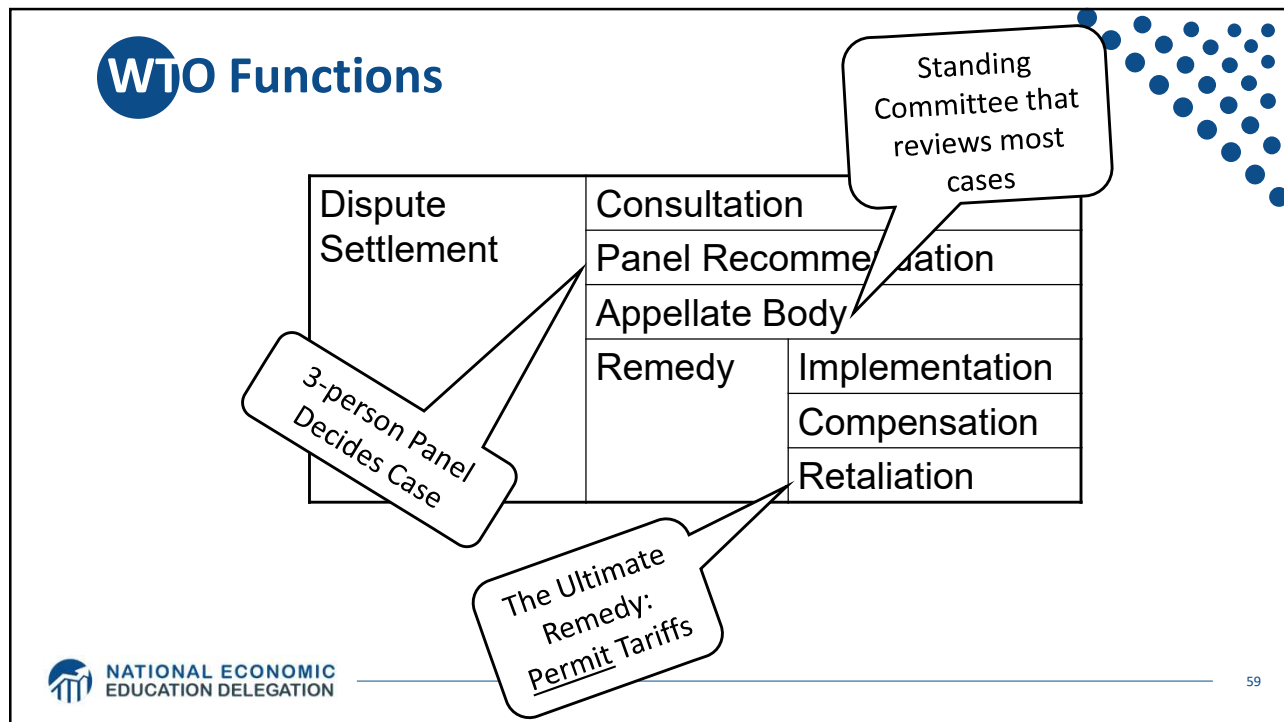 WTO Functions
Standing
Committee that
reviews most
cases
Dispute
Settlement
Consultation
Panel Recommendation
Appellate Body
Remedy
Implementation
Compensation
Retaliation
3-person Panel
Decides Case
The Ultimate
Remedy:
Permit Tariffs
NATIONAL ECONOMIC
EDUCATION DELEGATION
59